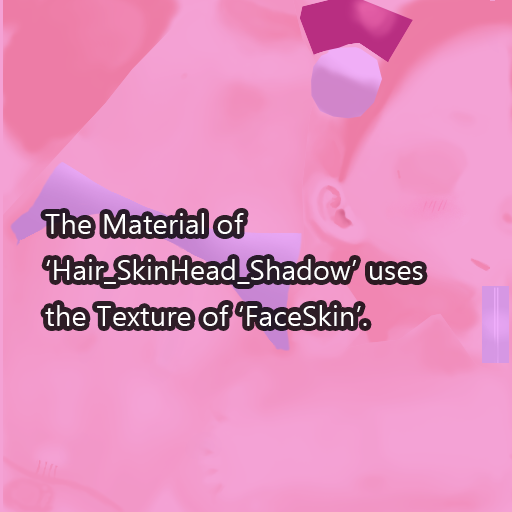 The Material of
‘Hair_SkinHead_Shadow’ uses
the Texture of ‘FaceSkin’.